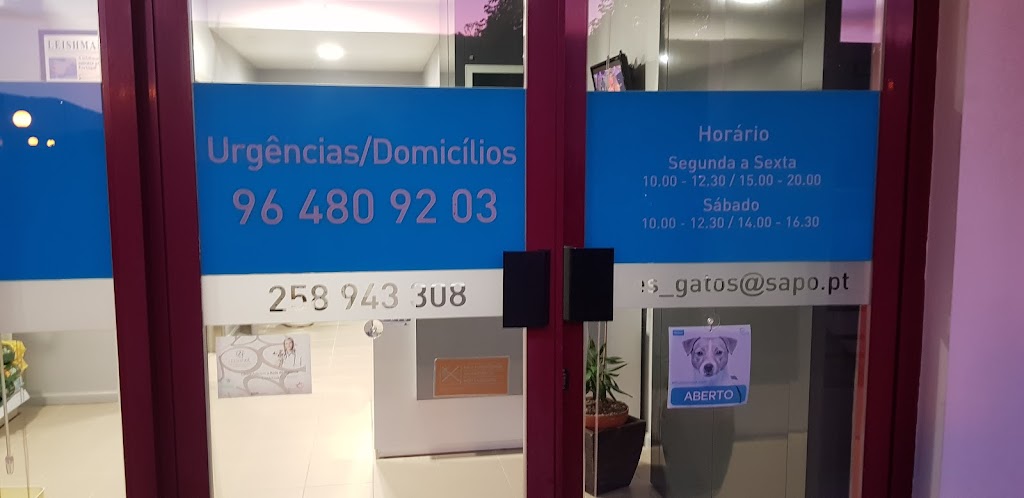 LEISHMA
Urgências/Domicílios
96 480 92 03
258 943 308
Horário
Segunda a Sexta
10.00 - 12.30 / 15.00 - 20.00
Sábado
10.00 - 12.30 / 14.00 - 16.30
s_gatos@sapo.pt
ABERTO